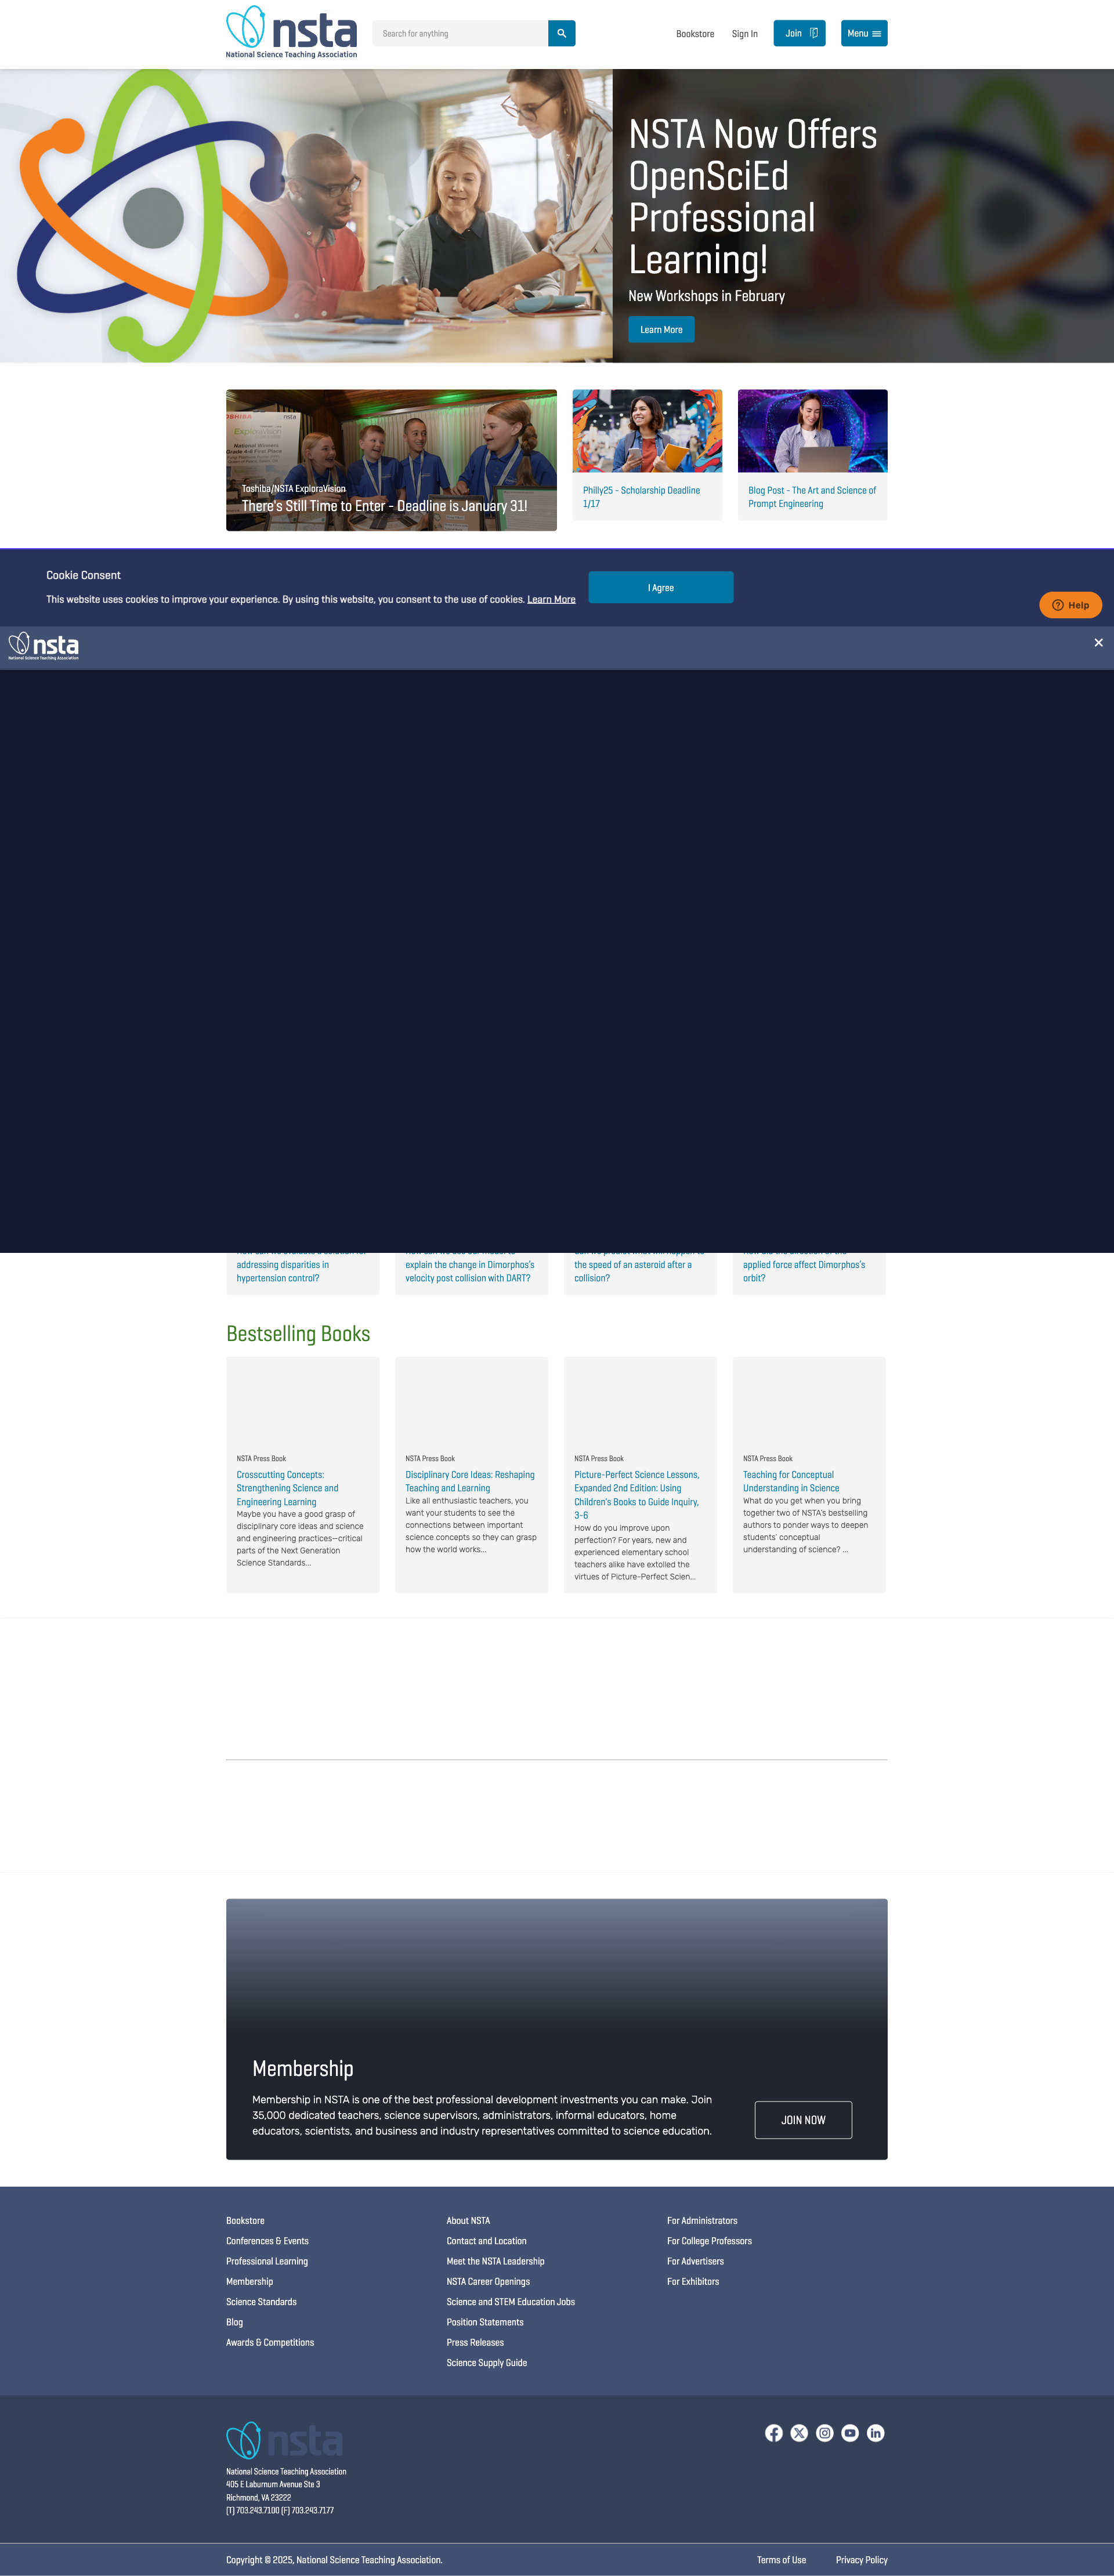 nsta
National Science Teaching Association
Search for anything
Bookstore
Sign In
Join
Menu
NSTA Now Offers
OpenSciEd
Professional
Learning!
New Workshops in February
Learn More
TOSHIBA
nsta
ExploraVision
National Winners
Grade 4-6 First Place
Toshiba/NSTA ExploraVision
There's Still Time to Enter - Deadline is January 31!
Philly25 - Scholarship Deadline
1/17
Blog Post - The Art and Science of
Prompt Engineering
Cookie Consent
This website uses cookies to improve your experience. By using this website, you consent to the use of cookies. Learn More
I Agree
Help
nsta
National Science Teaching Association
addressing disparities in
hypertension control?
explain the change in Dimorphos's
velocity post collision with DART?
the speed of an asteroid after a
collision?
applied force affect Dimorphos's
orbit?
Bestselling Books
NSTA Press Book
Crosscutting Concepts:
Strengthening Science and
Engineering Learning
Maybe you have a good grasp of
disciplinary core ideas and science
and engineering practices—critical
parts of the Next Generation
Science Standards...
NSTA Press Book
Disciplinary Core Ideas: Reshaping
Teaching and Learning
Like all enthusiastic teachers, you
want your students to see the
connections between important
science concepts so they can grasp
how the world works...
NSTA Press Book
Picture-Perfect Science Lessons,
Expanded 2nd Edition: Using
Children's Books to Guide Inquiry,
3-6
How do you improve upon
perfection? For years, new and
experienced elementary school
teachers alike have extolled the
virtues of Picture-Perfect Scien...
NSTA Press Book
Teaching for Conceptual
Understanding in Science
What do you get when you bring
together two of NSTA's bestselling
authors to ponder ways to deepen
students' conceptual
understanding of science? ...
Membership
Membership in NSTA is one of the best professional development investments you can make. Join
35,000 dedicated teachers, science supervisors, administrators, informal educators, home
educators, scientists, and business and industry representatives committed to science education.
JOIN NOW
Bookstore
Conferences & Events
Professional Learning
Membership
Science Standards
Blog
Awards & Competitions
About NSTA
Contact and Location
Meet the NSTA Leadership
NSTA Career Openings
Science and STEM Education Jobs
Position Statements
Press Releases
Science Supply Guide
For Administrators
For College Professors
For Advertisers
For Exhibitors
nsta
National Science Teaching Association
405 E Laburnum Avenue Ste 3
Richmond, VA 23222
[T] 703.243.7100 [F] 703.243.7177
Copyright © 2025, National Science Teaching Association.
Terms of Use
Privacy Policy